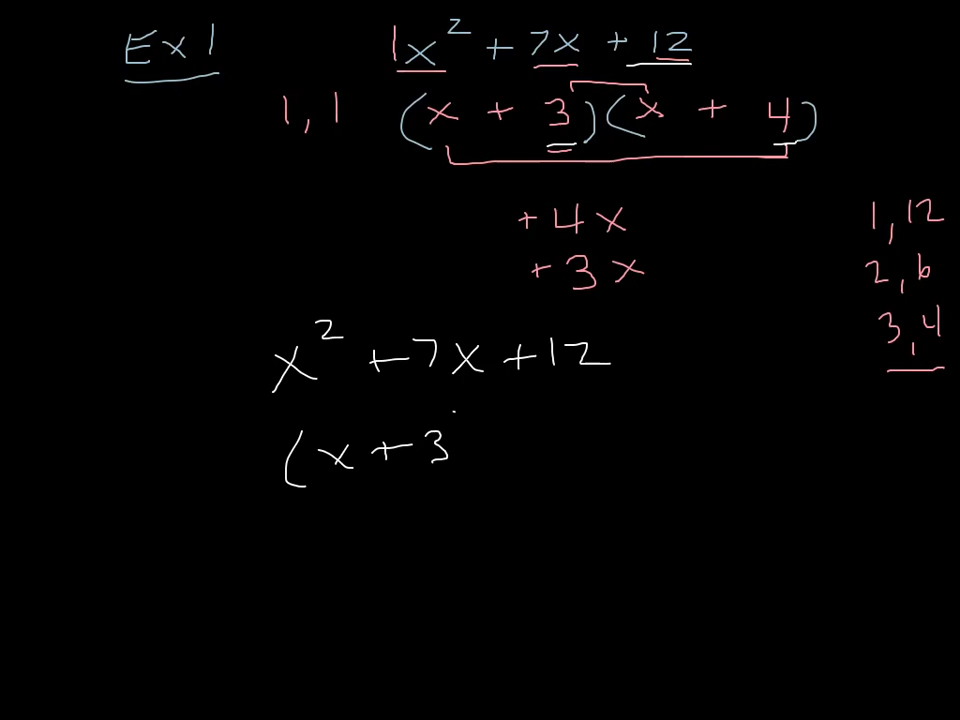 Ex 1
1x² + 7x + 12
1, 1
(x + 3)(x + 4)
+4x
+3x
1, 12
2, 6
3, 4
x² + 7x + 12
(x + 3